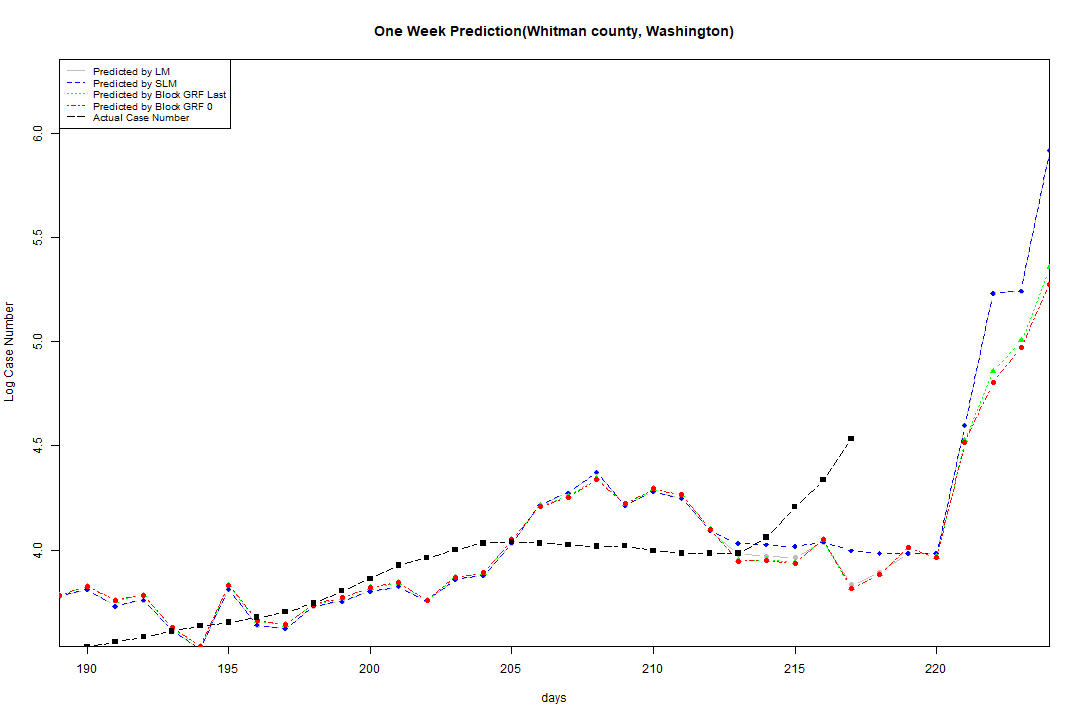 One Week Prediction(Whitman county, Washington)
Predicted by LM
Predicted by SLM
Predicted by Block GRF Last
Predicted by Block GRF 0
Actual Case Number
6.0
5.5
5.0
4.5
4.0
Log Case Number
190 195 200 205 210 215 220
days